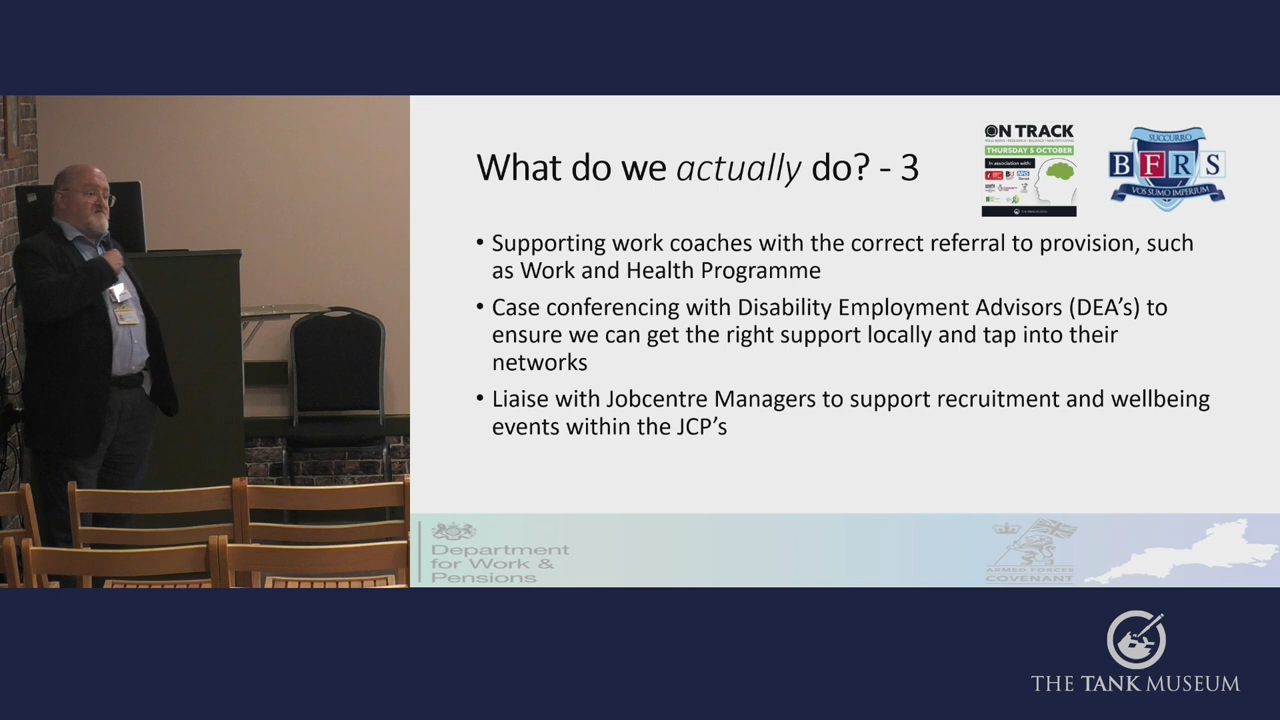 What do we actually do? - 3
ON TRACK
THURSDAY 5 OCTOBER
In association with:
SUCCURRO
BFRS
VOS SUMO IMPERIUM
• Supporting work coaches with the correct referral to provision, such
as Work and Health Programme
• Case conferencing with Disability Employment Advisors (DEA's) to
ensure we can get the right support locally and tap into their
networks
• Liaise with Jobcentre Managers to support recruitment and wellbeing
events within the JCP's
Department
for Work &
Pensions
ARMED FORCES
COVENANT
THE TANK MUSEUM